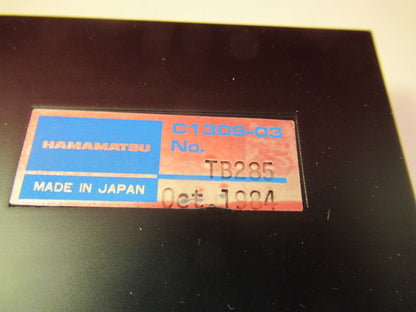 C1309-03
HAMAMATSU
No.
TB285
MADE IN JAPAN
Oct.1984